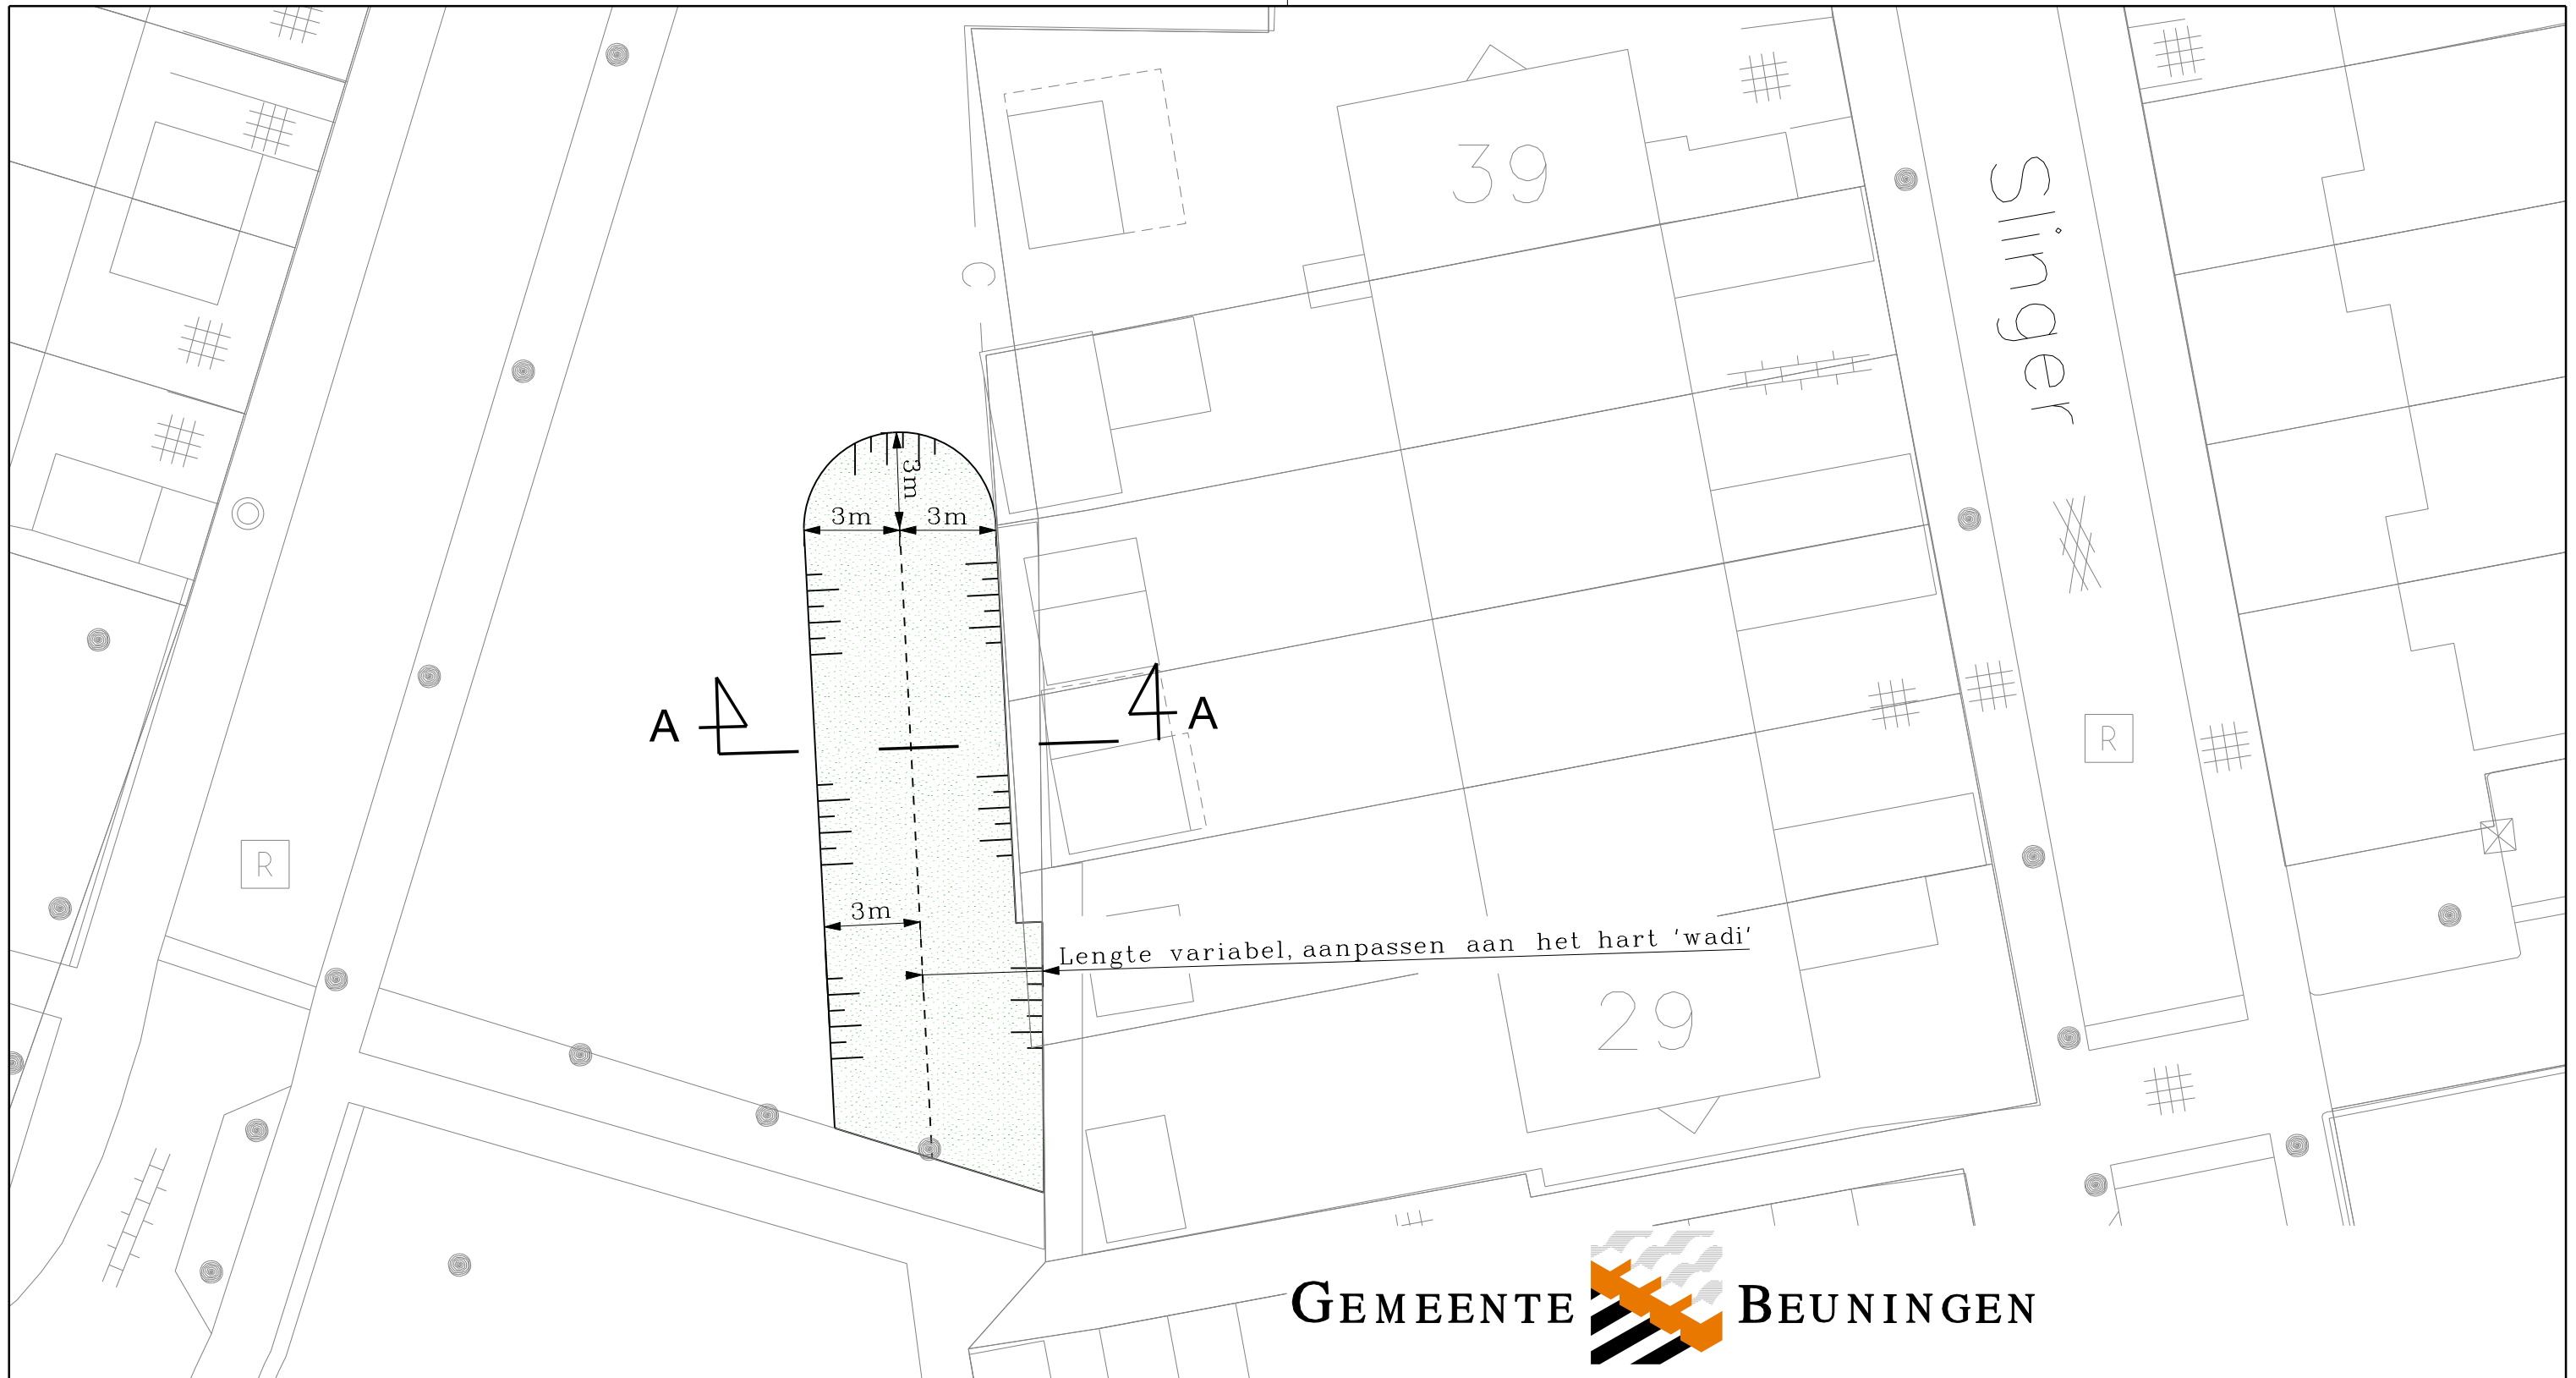 39
Slinger
C
3m
3m 3m
A A
R
R
3m
Lengte variabel, aanpassen aan het hart 'wadi'
29
GEMEENTE BEUNINGEN